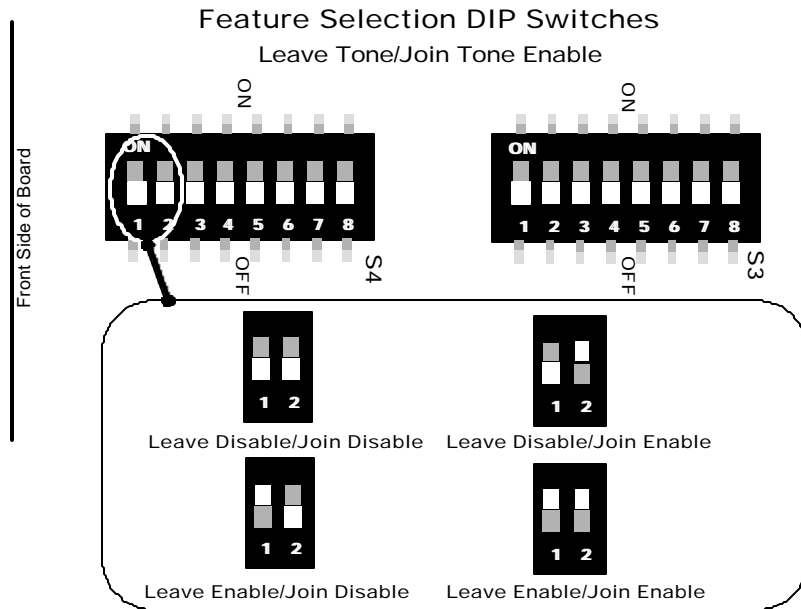 Feature Selection DIP Switches
Leave Tone/Join Tone Enable
Front Side of Board
ON
ON
1 2 3 4 5 6 7 8
OFF
S4
ON
ON
1 2 3 4 5 6 7 8
OFF
S3
1 2
Leave Disable/Join Disable
1 2
Leave Disable/Join Enable
1 2
Leave Enable/Join Disable
1 2
Leave Enable/Join Enable